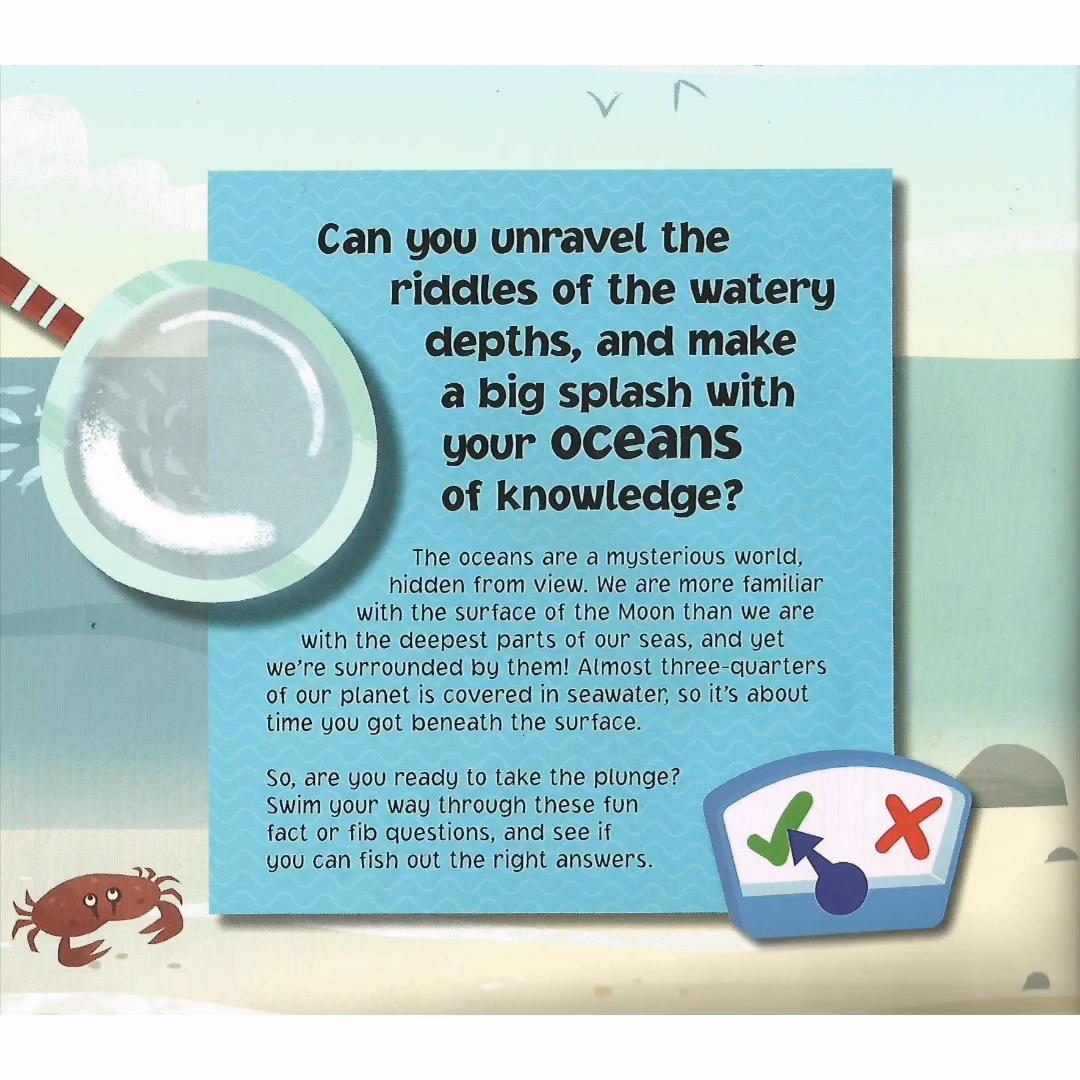 Can you unravel the
riddles of the watery
depths, and make
a big splash with
your oceans
of knowledge?
The oceans are a mysterious world,
hidden from view. We are more familiar
with the surface of the Moon than we are
with the deepest parts of our seas, and yet
we're surrounded by them! Almost three-quarters
of our planet is covered in seawater, so it's about
time you got beneath the surface.
So, are you ready to take the plunge?
Swim your way through these fun
fact or fib questions, and see if
you can fish out the right answers.